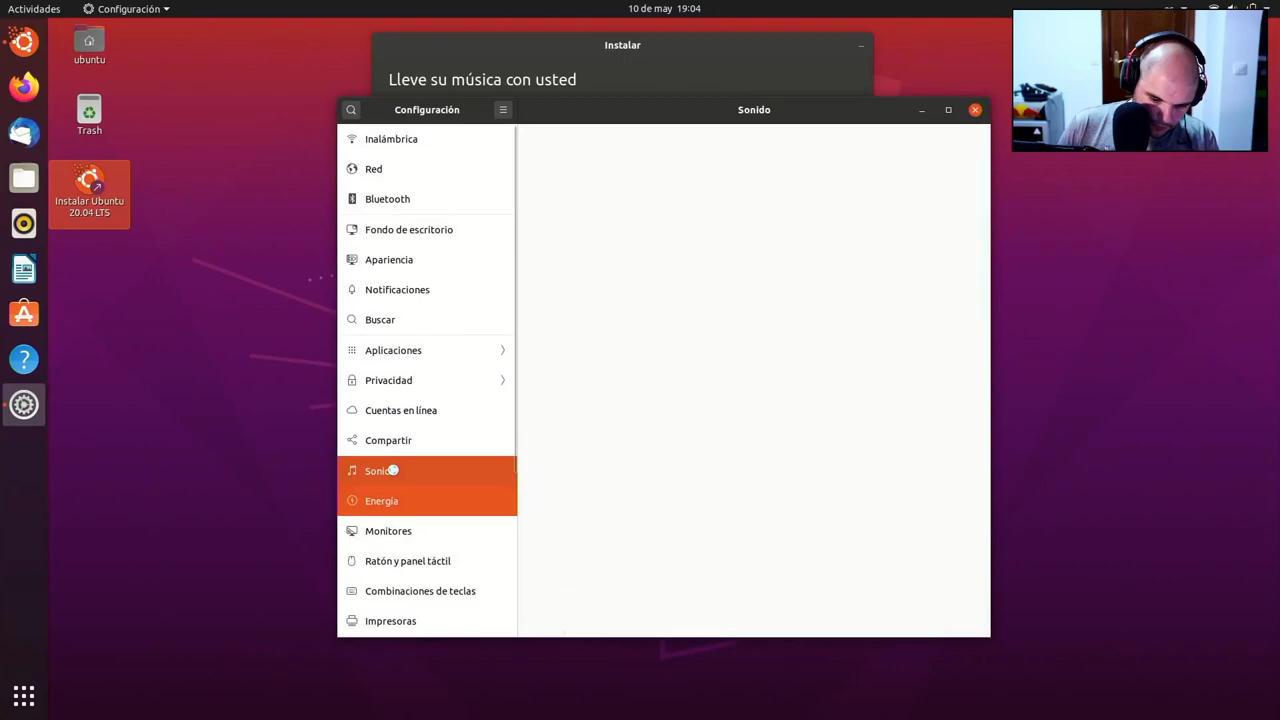 Actividades
Configuración
10 de may 19:04
ubuntu
Trash
Instalar Ubuntu
20.04 LTS
Instalar
Lleve su música con usted
Configuración
Sonido
Inalámbrica
Red
Bluetooth
Fondo de escritorio
Apariencia
Notificaciones
Buscar
Aplicaciones
Privacidad
Cuentas en línea
Compartir
Sonido
Energía
Monitores
Ratón y panel táctil
Combinaciones de teclas
Impresoras